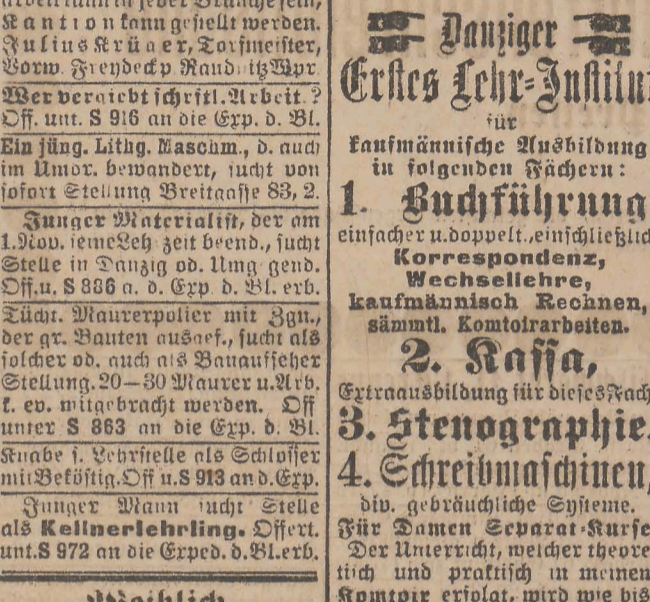 Kantion kann gestellt werden.
Julius Krüger, Torfmeister,
Vorw. Freydeck p Raudnitz Wpr
Wer vergiebt schriftl. Arbeit?
Off. unt. S 916 an die Exp. d. Bl.
Ein jüng. Lithg. Maschm., d. auch
im Umdr. bewandert, sucht von
sofort Stellung Breitgasse 83, 2.
Junger Materialist, der am
1. Nov. seine Lehrzeit beend., sucht
Stelle in Danzig od. Umg gend.
Off. u. S 886 a. d. Exp. d. Bl. erb.
Tücht. Maurerpolier mit Zgn.,
der gr. Bauten ausgef., sucht als
solcher od. auch als Bauaufseher
Stellung. 20—30 Maurer u. Arb.
k. ev. mitgebracht werden. Off
unter S 863 an die Exp. d. Bl.
Knabe s. Lehrstelle als Schlosser
mit Beköstig. Off u. S 913 an d. Exp.
Junger Mann sucht Stelle
als Kellnerlehrling. Offert.
unt. S 972 an die Exped. d. Bl. erb.
Weiblich
Danziger
Erstes Lehr-Institut
für
kaufmännische Ausbildung
in folgenden Fächern:
1. Buchführung
einfacher u. doppelt., einschließlich
Korrespondenz,
Wechsellehre,
kaufmännisch Rechnen,
sämmtl. Komtoirarbeiten.
2. Kassa,
Extraausbildung für dieses Fach
3. Stenographie,
4. Schreibmaschinen,
div. gebräuchliche Systeme.
Für Damen Separat-Kurse
Der Unterricht, welcher theore
tisch und praktisch in meinem
Komtoir erfolgt, wird wie bis